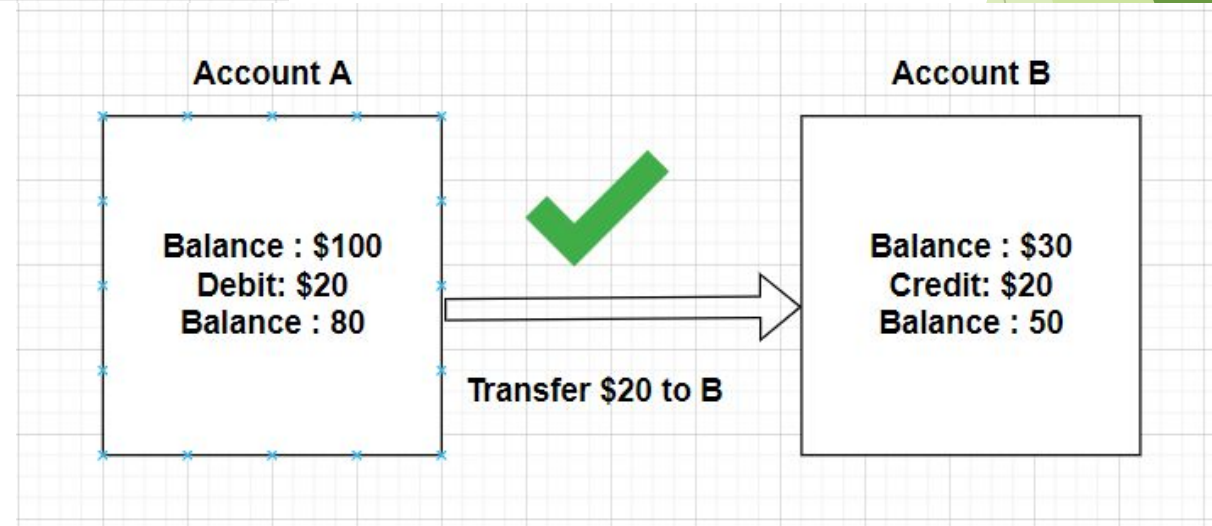 Account A
Account B
Balance : $100
Debit: $20
Balance : 80
Transfer $20 to B
Balance : $30
Credit: $20
Balance : 50